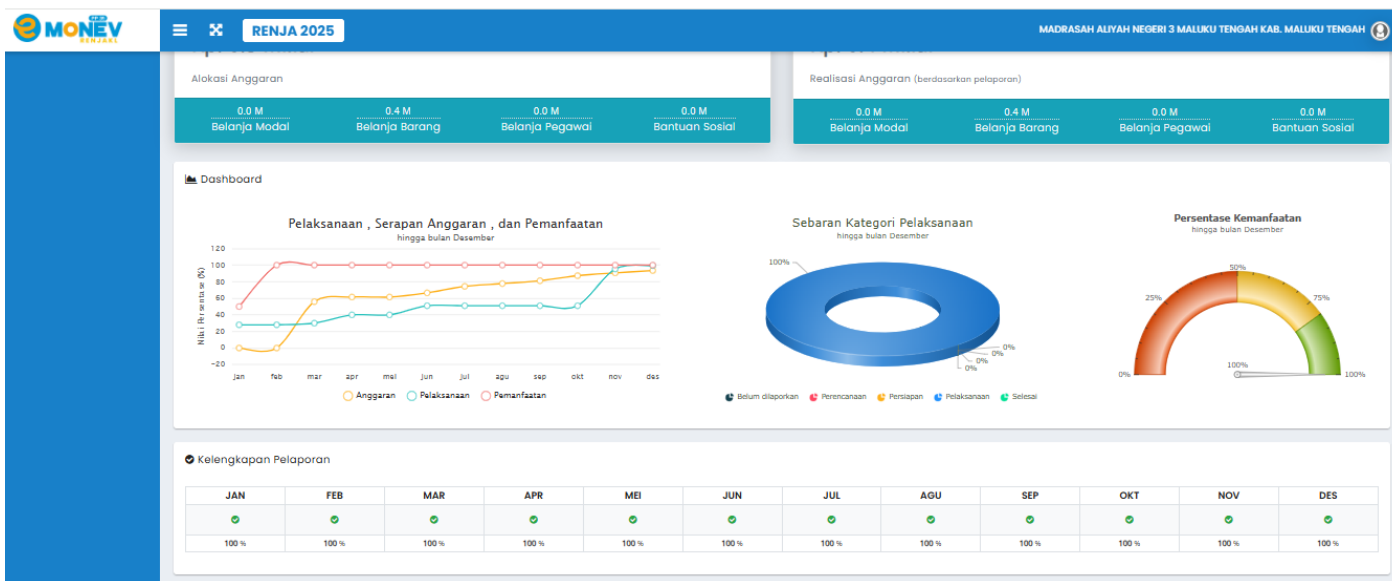 e MONEV
RENJAKL
RENJA 2025
MADRASAH ALIYAH NEGERI 3 MALUKU TENGAH KAB. MALUKU TENGAH
Alokasi Anggaran
0.0 M 0.4 M 0.0 M 0.0 M
Belanja Modal Belanja Barang Belanja Pegawai Bantuan Sosial
Realisasi Anggaran (berdasarkan pelaporan)
0.0 M 0.4 M 0.0 M 0.0 M
Belanja Modal Belanja Barang Belanja Pegawai Bantuan Sosial
Dashboard
Pelaksanaan , Serapan Anggaran , dan Pemanfaatan
hingga bulan Desember
Nilai Persentase (%)
120
100
80
60
40
20
0
-20
jan feb mar apr mei jun jul agu sep okt nov des
Anggaran Pelaksanaan Pemanfaatan
Sebaran Kategori Pelaksanaan
hingga bulan Desember
100%
0%
0%
0%
0%
Belum dilaporkan Perencanaan Persiapan Pelaksanaan Selesai
Persentase Kemanfaatan
hingga bulan Desember
50%
25% 75%
100%
0% 100%
Kelengkapan Pelaporan
JAN FEB MAR APR MEI JUN JUL AGU SEP OKT NOV DES
100 % 100 % 100 % 100 % 100 % 100 % 100 % 100 % 100 % 100 % 100 % 100 %